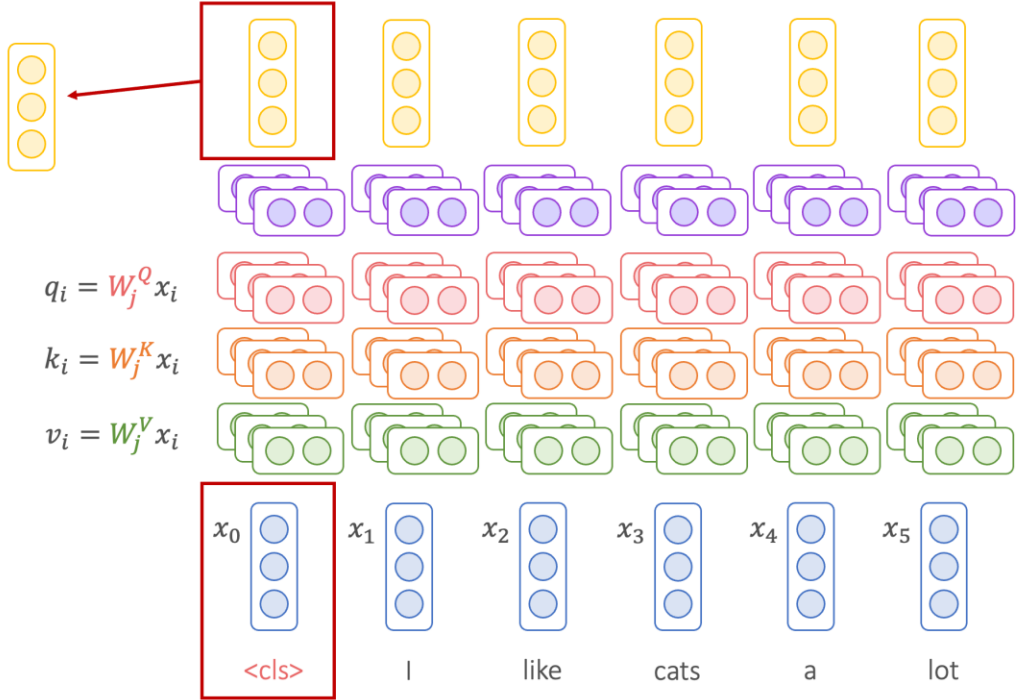 q_i = W_j^Q x_i
k_i = W_j^K x_i
v_i = W_j^V x_i
x_0 x_1 x_2 x_3 x_4 x_5
<cls> I like cats a lot